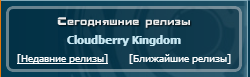 Сегодняшние релизы
Cloudberry Kingdom
[Недавние релизы] [Ближайшие релизы]